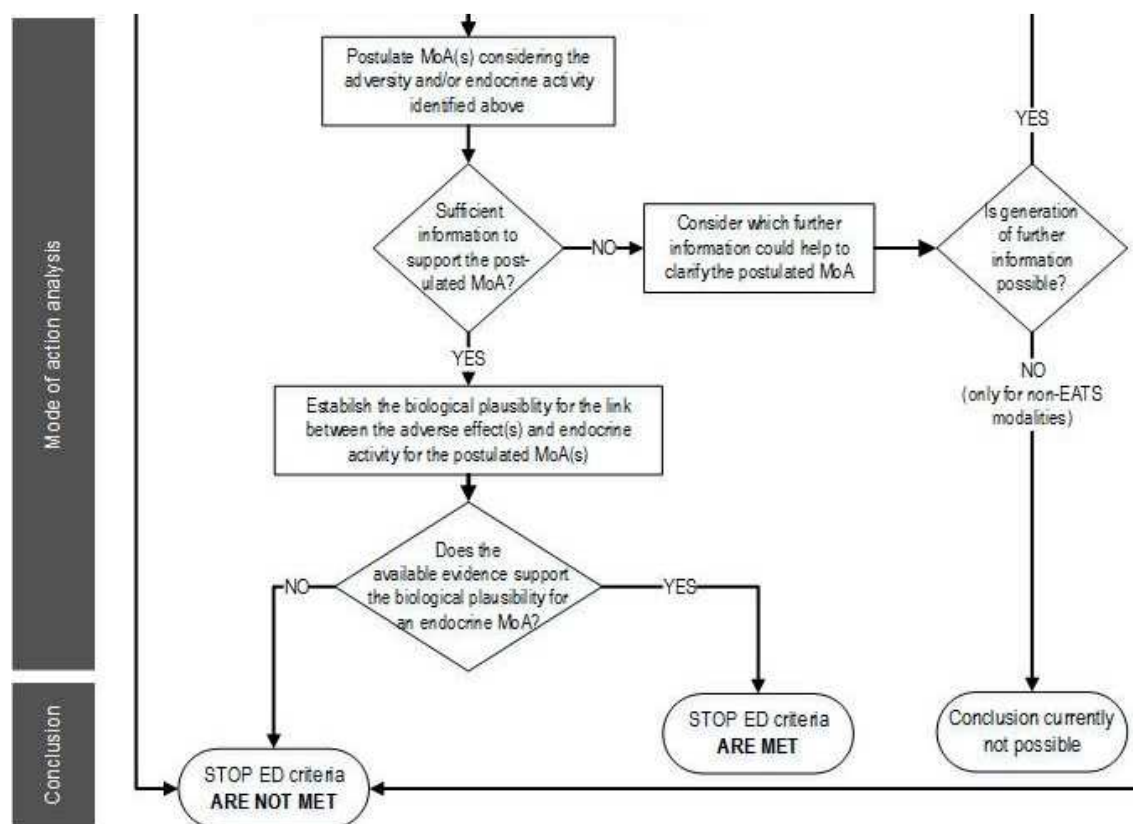 Mode of action analysis
Postulate MoA(s) considering the
adversity and/or endocrine activity
identified above
YES
Sufficient
information to
support the post-
ulated MoA?
NO
Consider which further
information could help to
clarify the postulated MoA
Is generation
of further
information
possible?
YES
NO
(only for non-EATS
modalities)
Estabilsh the biological plausiblity for the link
between the adverse effect(s) and endocrine
activity for the postulated MoA(s)
Does the
available evidence support
the biological plausibility for
an endocrine MoA?
NO
YES
Conclusion
STOP ED criteria
ARE NOT MET
STOP ED criteria
ARE MET
Conclusion currently
not possible